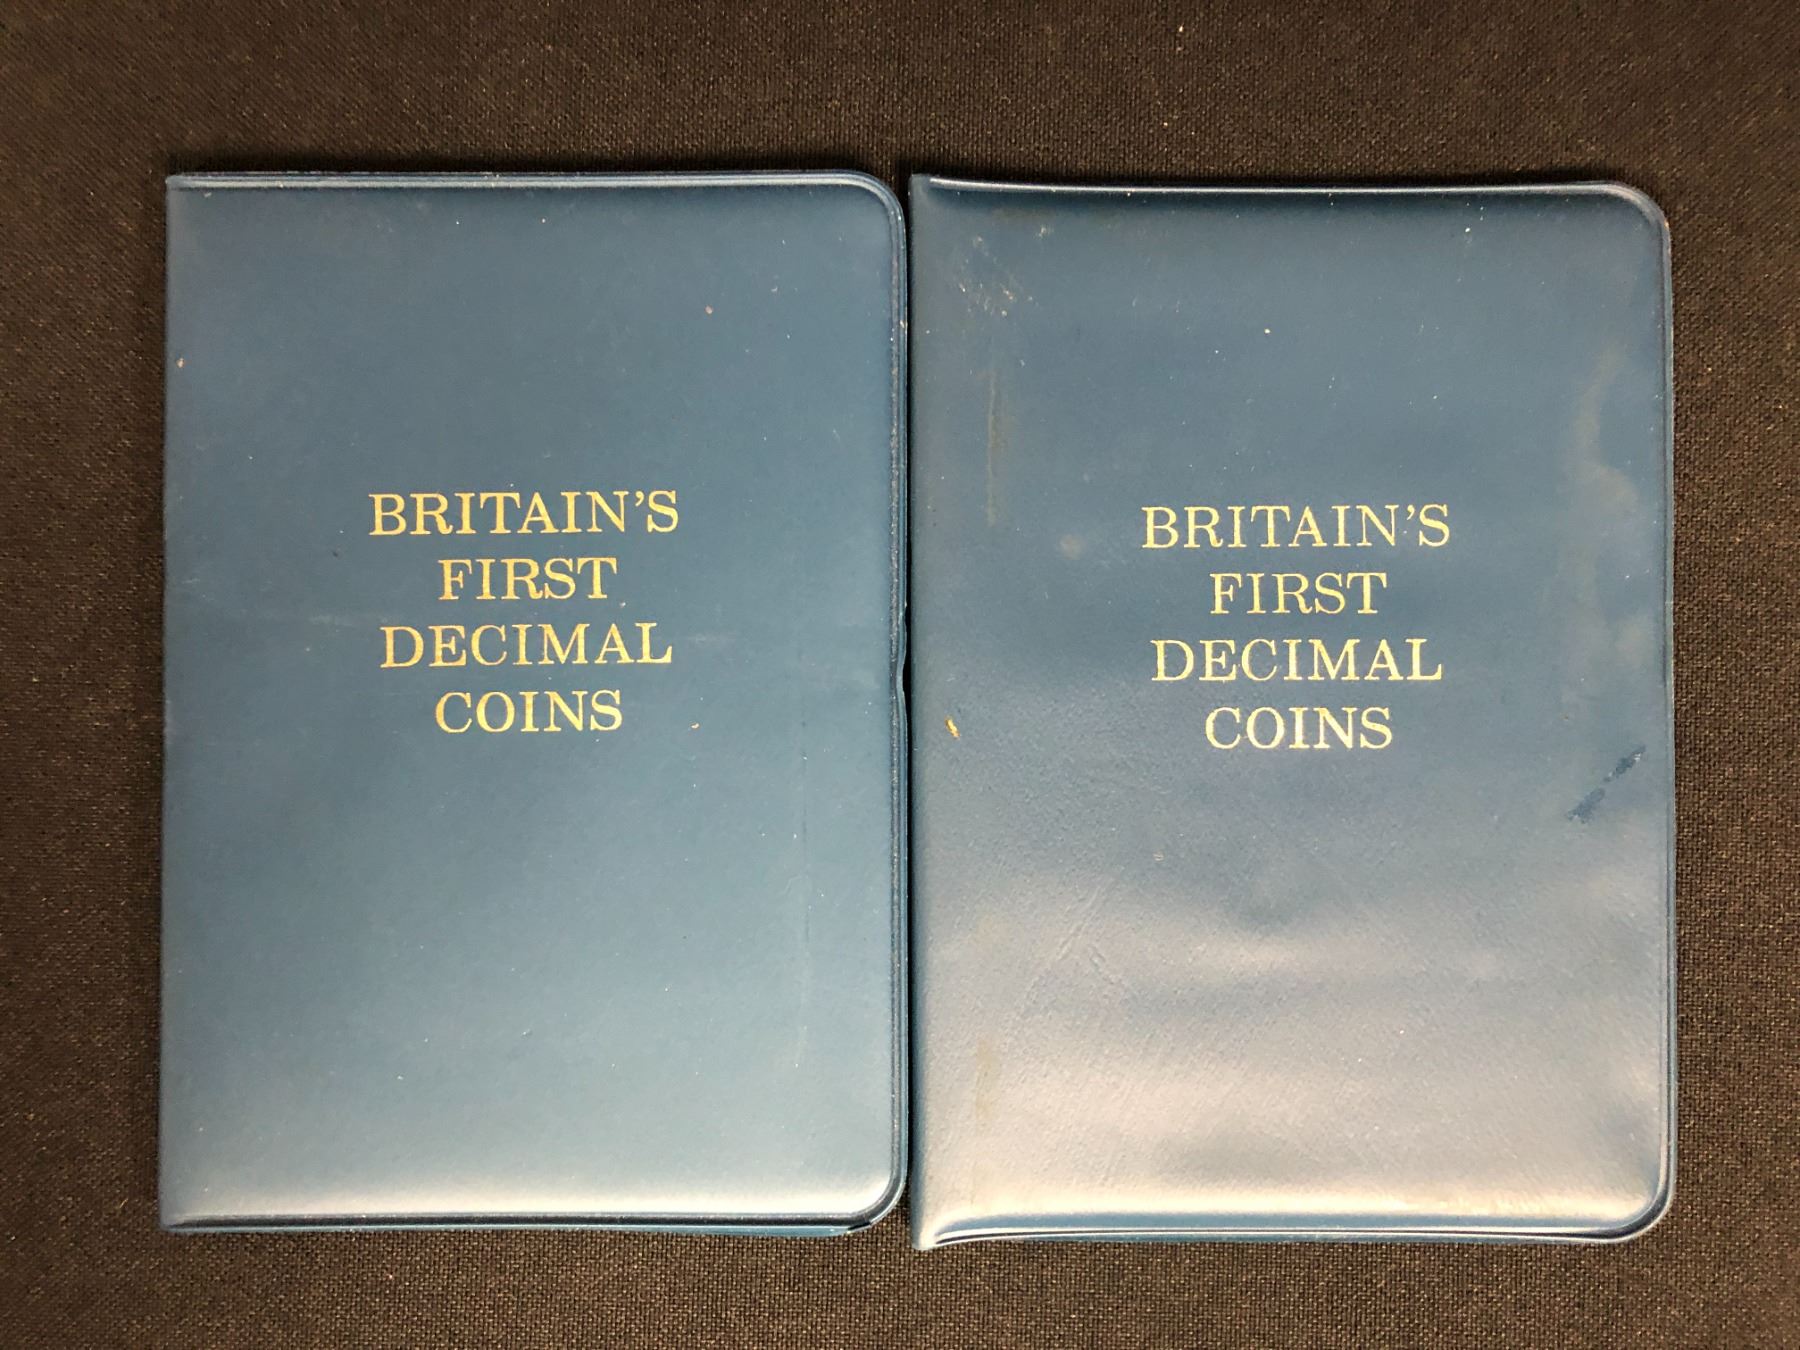 BRITAIN'S
FIRST
DECIMAL
COINS
BRITAIN'S
FIRST
DECIMAL
COINS